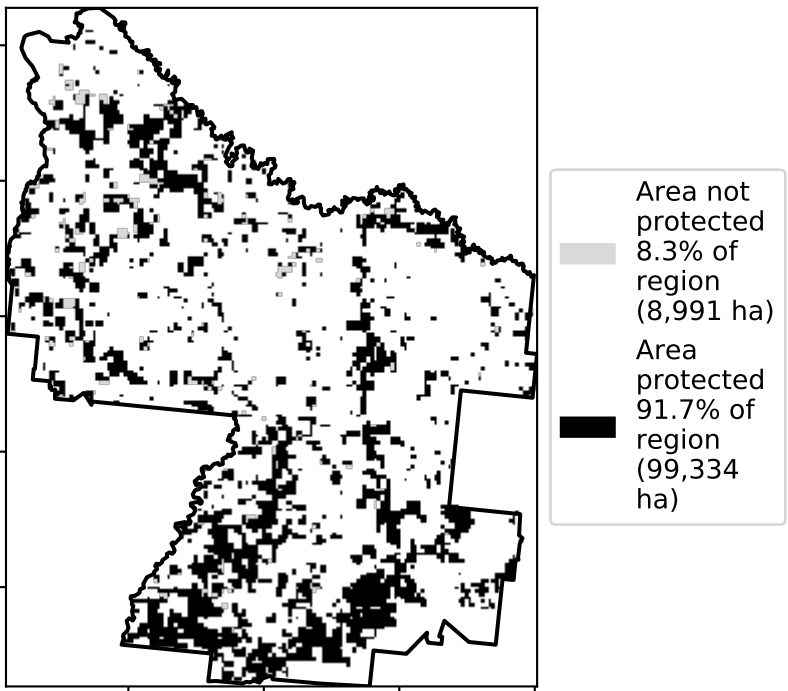 Area not
protected
8.3% of
region
(8,991 ha)
Area
protected
91.7% of
region
(99,334
ha)